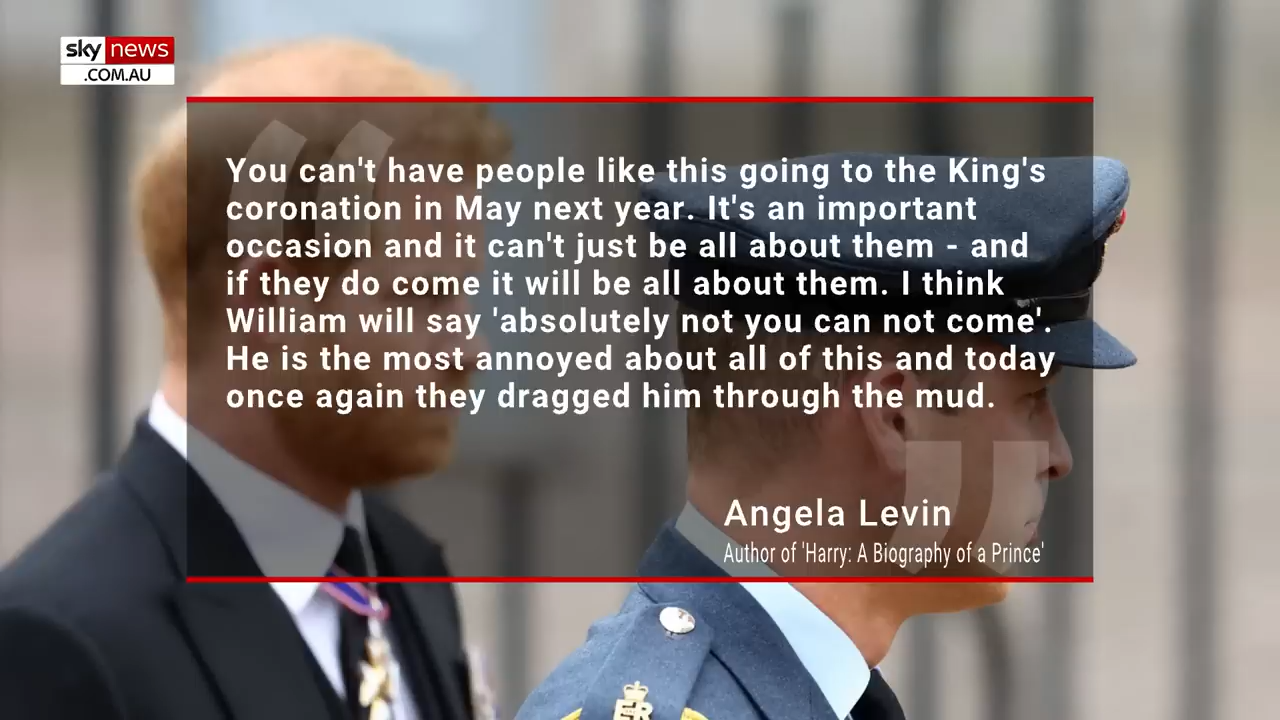 sky news
.COM.AU
You can't have people like this going to the King's
coronation in May next year. It's an important
occasion and it can't just be all about them - and
if they do come it will be all about them. I think
William will say 'absolutely not you can not come'.
He is the most annoyed about all of this and today
once again they dragged him through the mud.
Angela Levin
Author of 'Harry: A Biography of a Prince'
ER